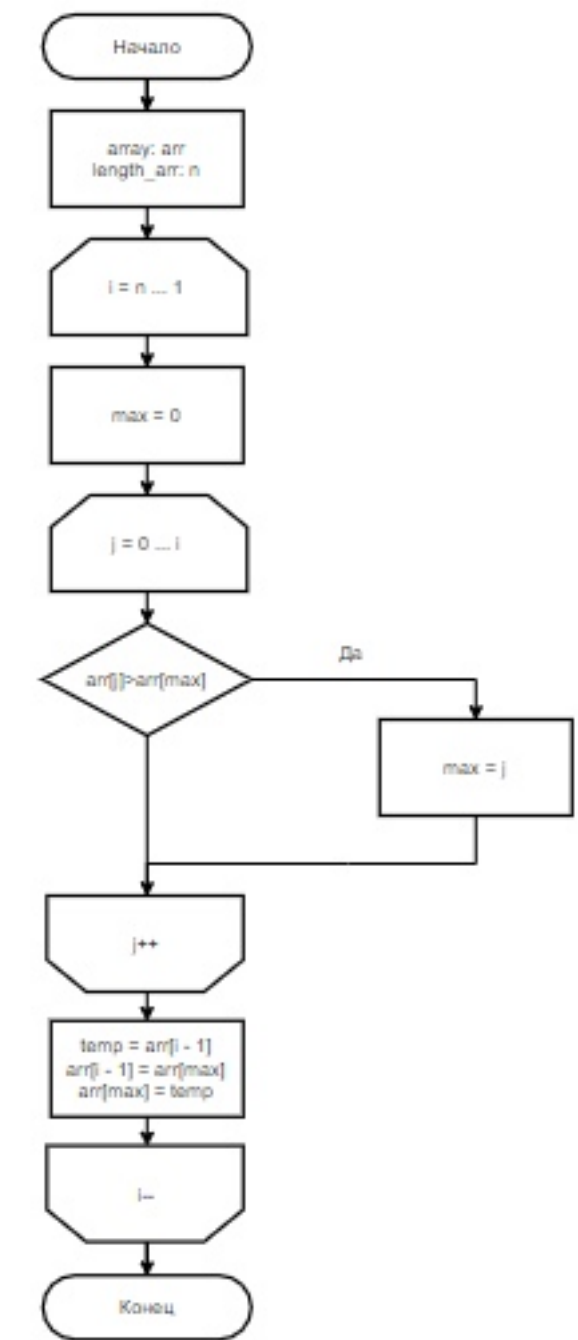 Начало
array: arr
length_arr: n
i = n ... 1
max = 0
j = 0 ... i
arr[j]>arr[max]
Да
max = j
j++
temp = arr[i - 1]
arr[i - 1] = arr[max]
arr[max] = temp
i--
Конец